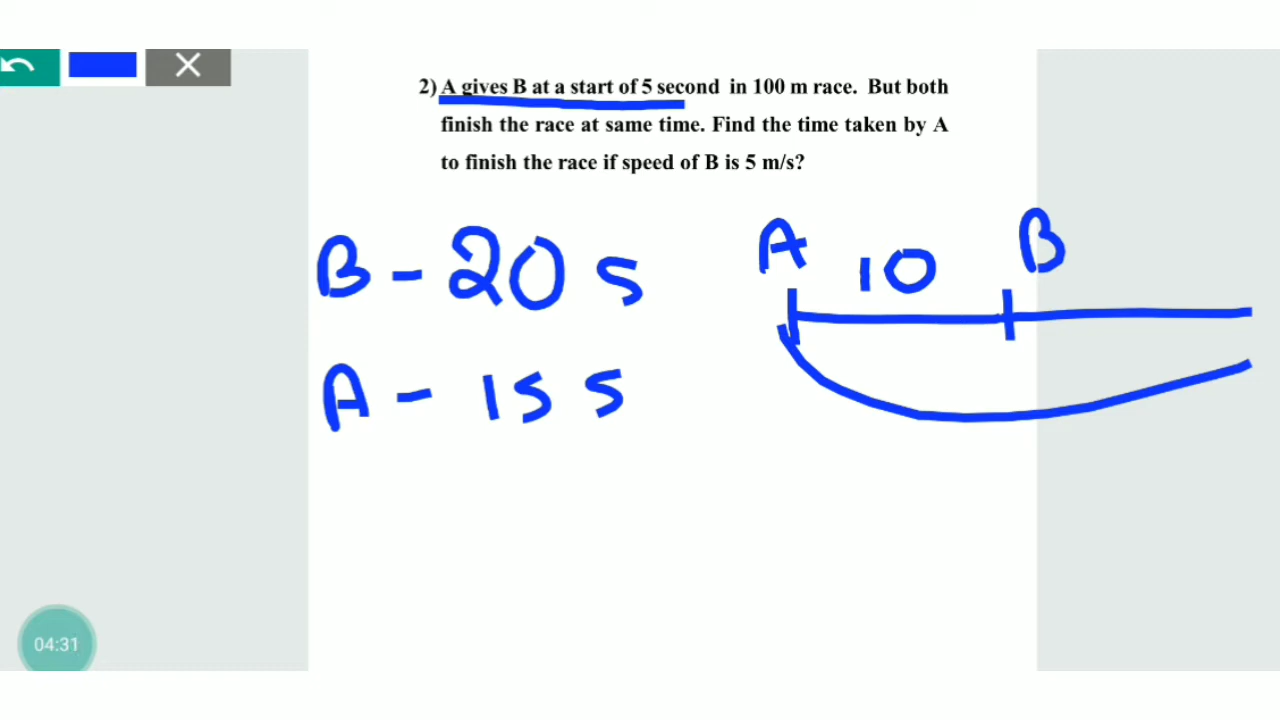 2) A gives B at a start of 5 second in 100 m race. But both
finish the race at same time. Find the time taken by A
to finish the race if speed of B is 5 m/s?
B - 20 s
A 10 B
A - 15 s
04:31